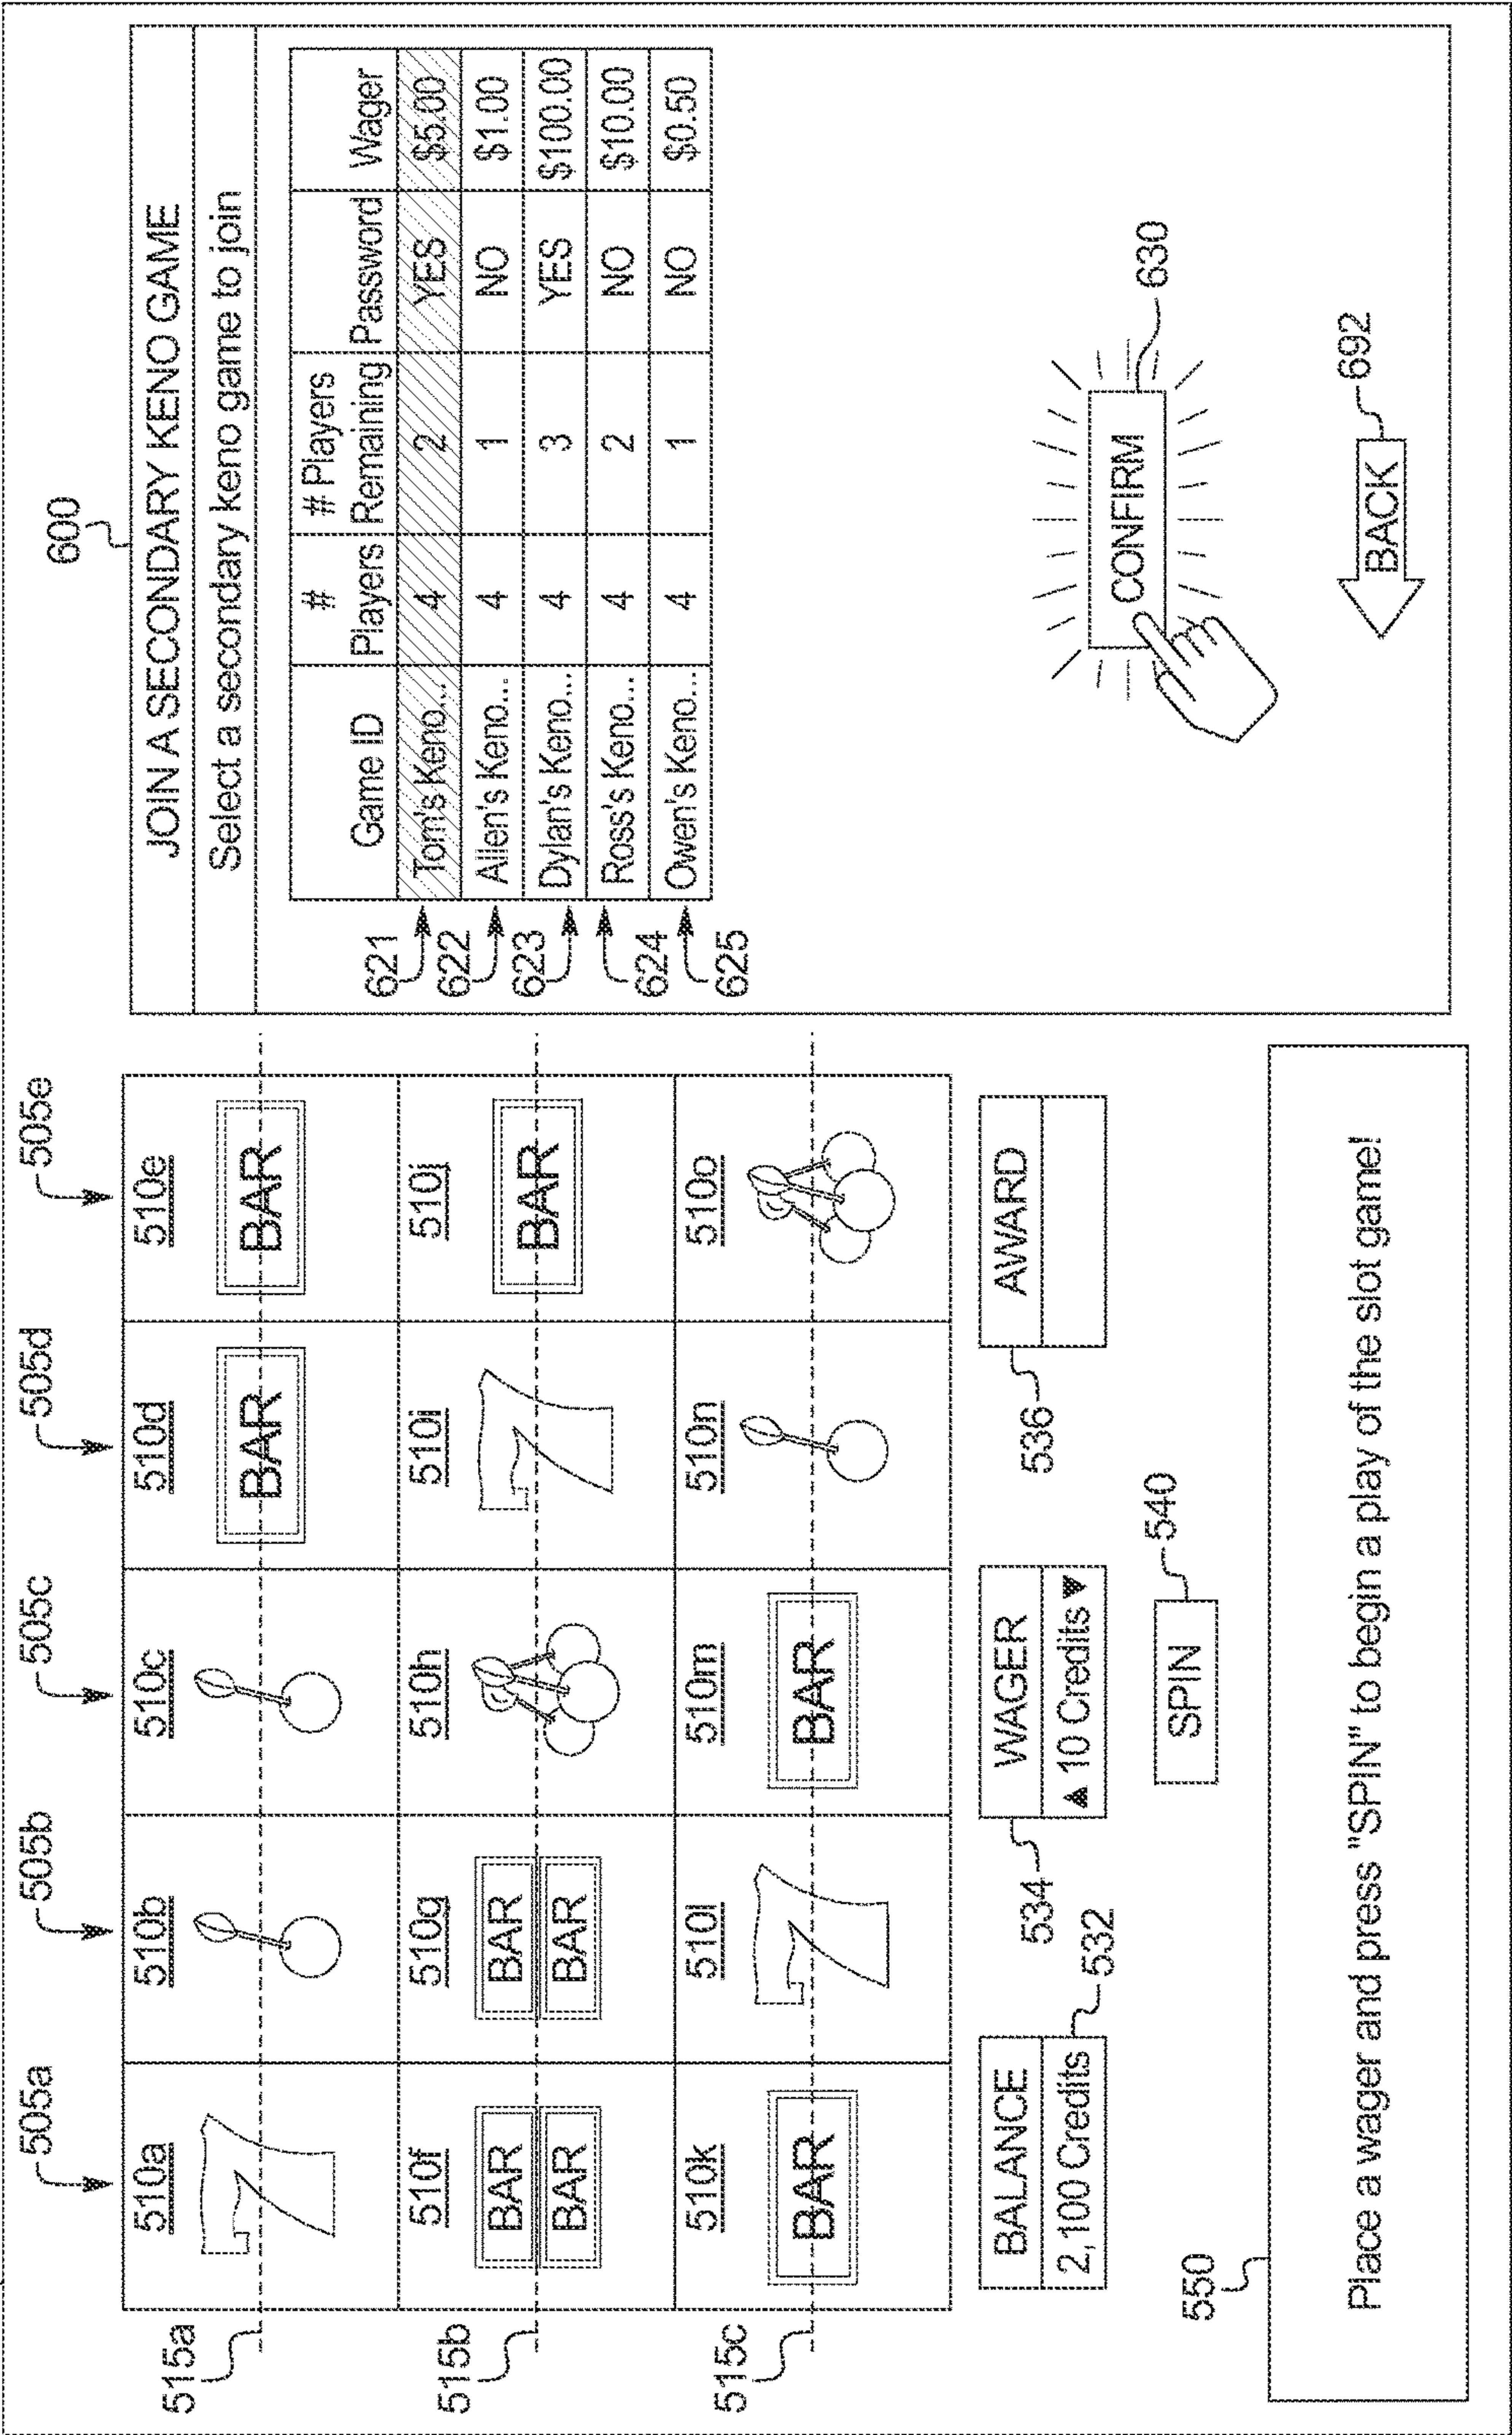 505a
505b
505c
505d
505e
510a
510b
510c
510d
510e
BAR
BAR
515a
510f
510g
510h
510i
510j
BAR
BAR
BAR
BAR
BAR
515b
510k
510l
510m
510n
510o
BAR
BAR
515c
BALANCE
2,100 Credits
532
WAGER
▲ 10 Credits ▼
534
AWARD
536
SPIN
540
550
Place a wager and press "SPIN" to begin a play of the slot game!
600
JOIN A SECONDARY KENO GAME
Select a secondary keno game to join
Game ID # Players # Players Remaining Password Wager
621 Tom's Keno... 4 2 YES $5.00
622 Allen's Keno... 4 1 NO $1.00
623 Dylan's Keno... 4 3 YES $100.00
624 Ross's Keno... 4 2 NO $10.00
625 Owen's Keno... 4 1 NO $0.50
CONFIRM
630
BACK
692